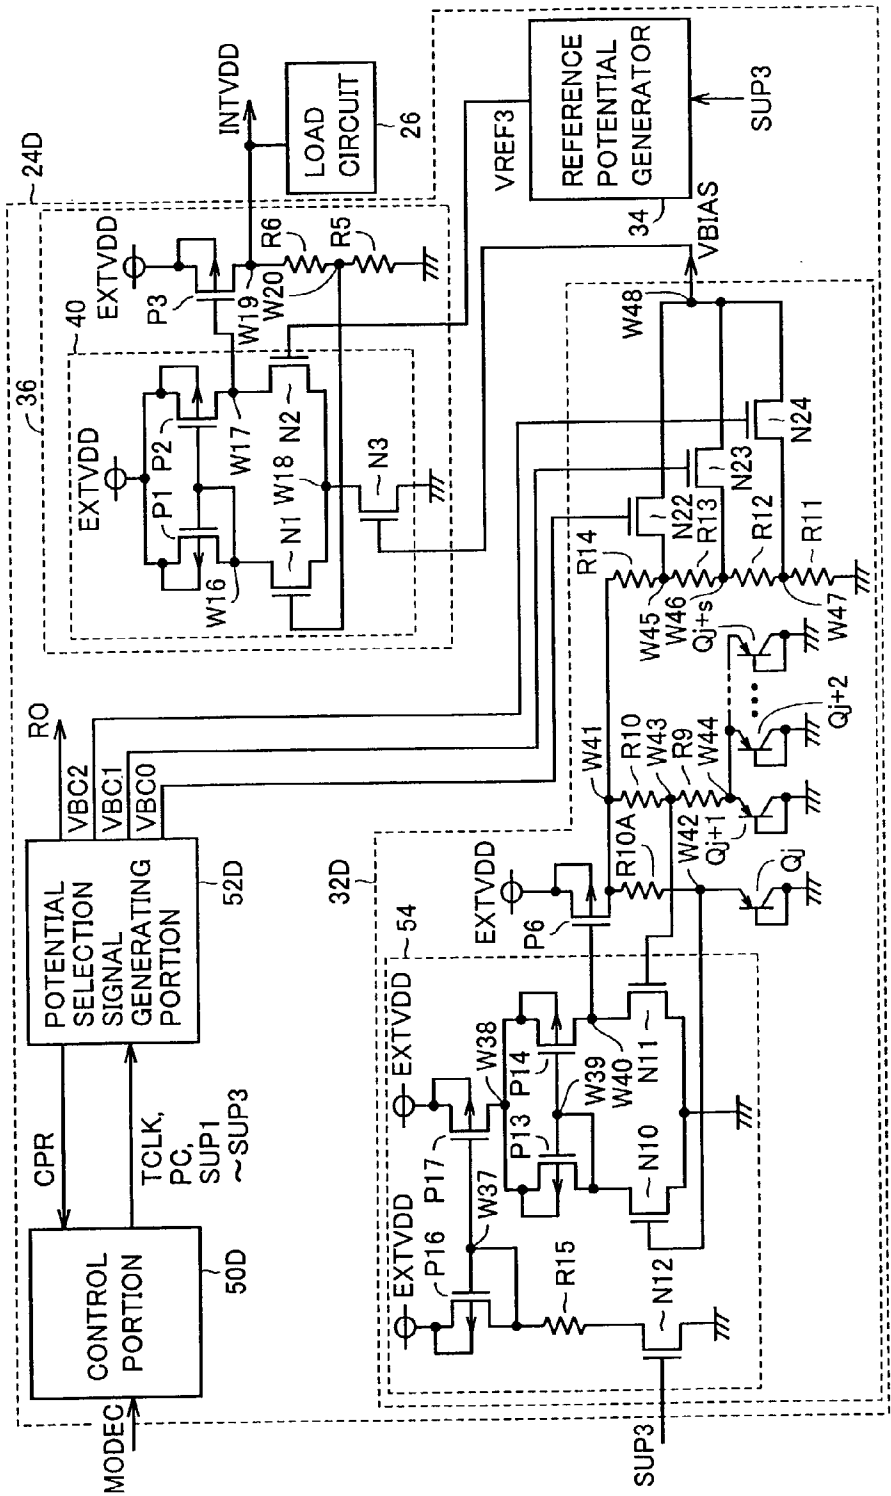 24D
36
EXTVDD
40
P1
P2
EXTVDD
P3
INTVDD
LOAD
CIRCUIT
26
W16
W17
W19
R6
W20
R5
N1
W18
N2
N3
VREF3
REFERENCE
POTENTIAL
GENERATOR
34
SUP3
VBIAS
MODEC
CONTROL
PORTION
50D
CPR
TCLK,
PC,
SUP1
~SUP3
POTENTIAL
SELECTION
SIGNAL
GENERATING
PORTION
52D
RO
VBC2
VBC1
VBC0
32D
54
EXTVDD
P16
EXTVDD
P17
W37
W38
P13
P14
W39
W40
R15
N12
N10
N11
SUP3
EXTVDD
P6
W41
R10A
R10
W43
R9
W42
W44
Qj
Qj+1
Qj+2
Qj+s
R14
W45
R13
W46
R12
W47
R11
N22
N23
N24
W48